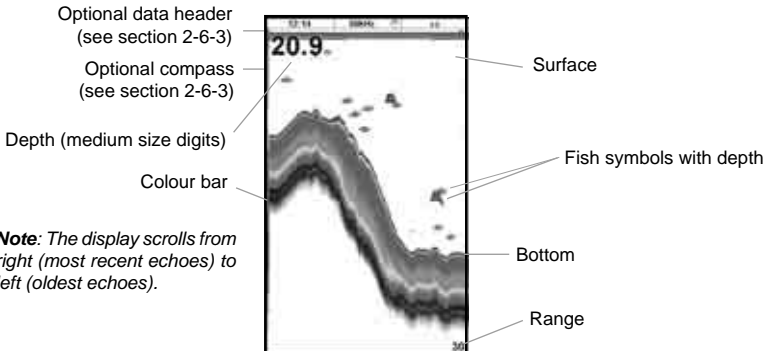 Optional data header
(see section 2-6-3)
20.9
Optional compass
(see section 2-6-3)
Surface
Depth (medium size digits)
Fish symbols with depth
Colour bar
Note: The display scrolls from
right (most recent echoes) to
left (oldest echoes).
Bottom
Range
30